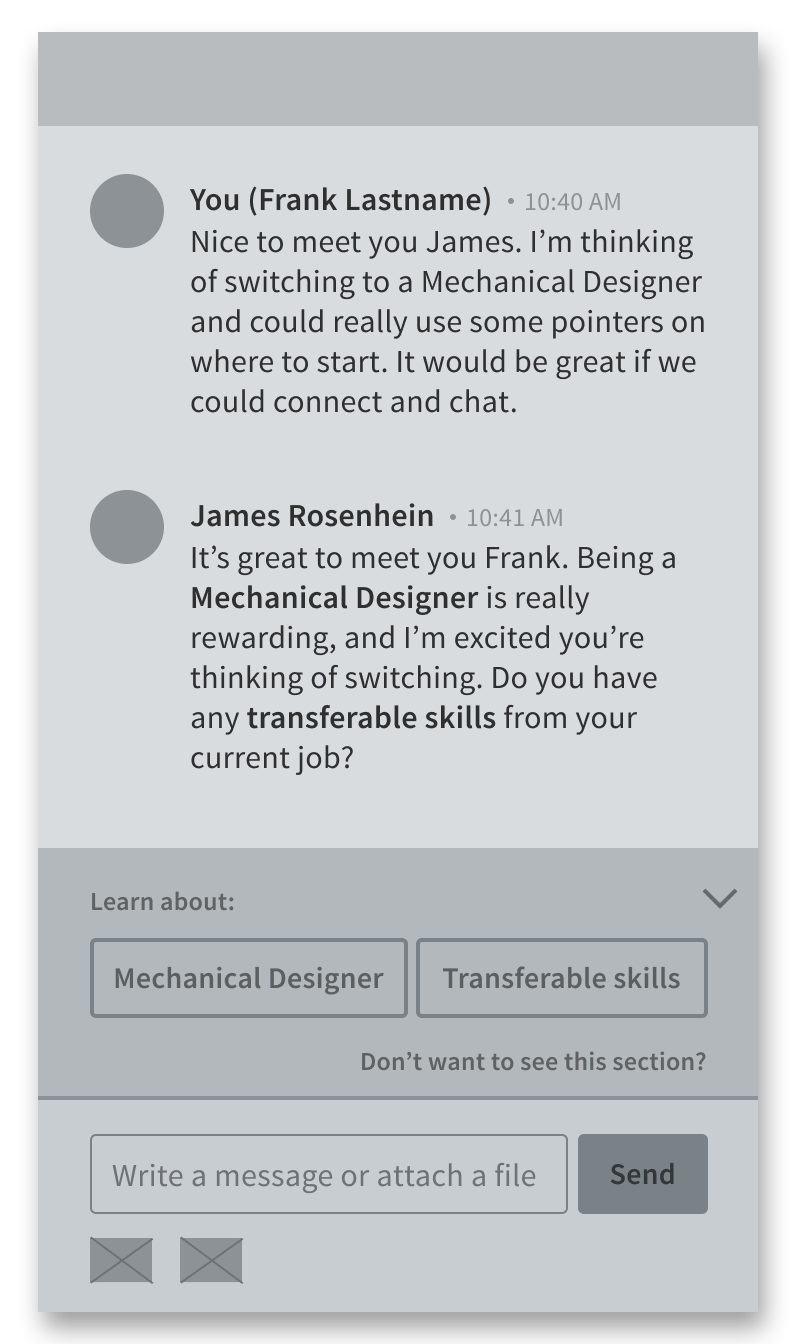 You (Frank Lastname) • 10:40 AM
Nice to meet you James. I’m thinking
of switching to a Mechanical Designer
and could really use some pointers on
where to start. It would be great if we
could connect and chat.
James Rosenhein • 10:41 AM
It’s great to meet you Frank. Being a
Mechanical Designer is really
rewarding, and I’m excited you’re
thinking of switching. Do you have
any transferable skills from your
current job?
Learn about:
Mechanical Designer
Transferable skills
Don’t want to see this section?
Write a message or attach a file
Send